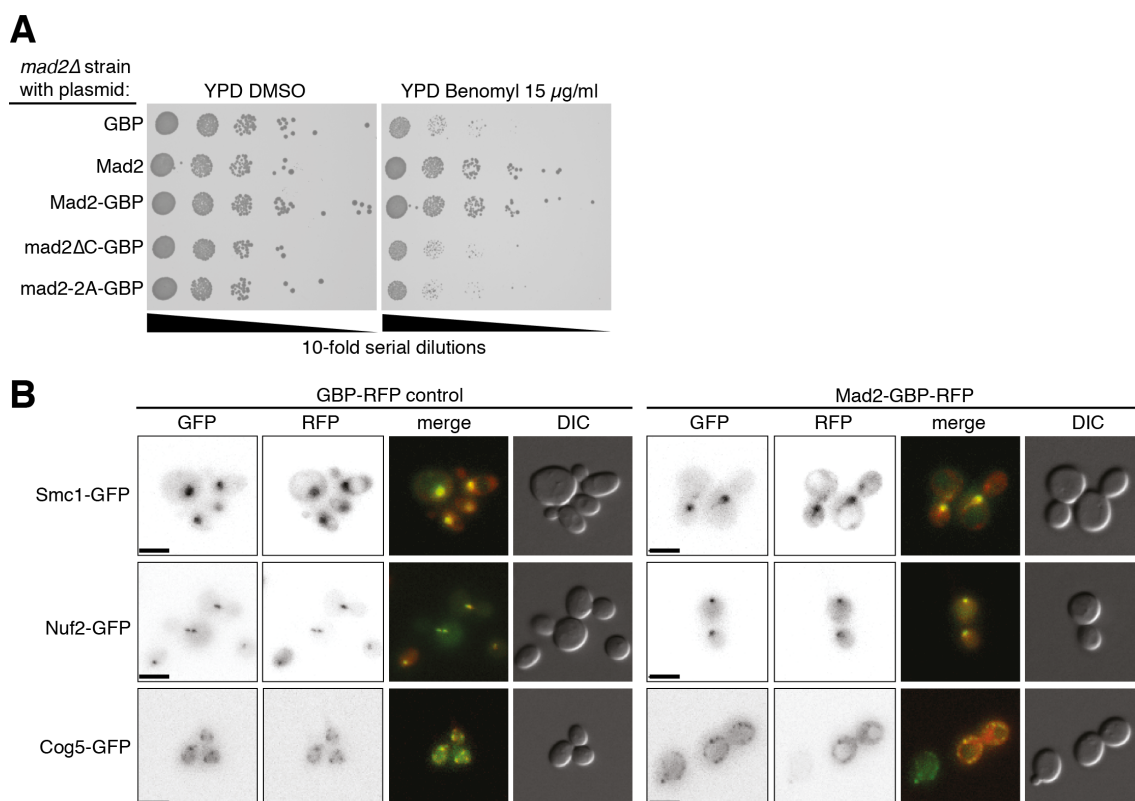 A
mad2Δ strain
with plasmid:
YPD DMSO
YPD Benomyl 15 µg/ml
GBP
Mad2
Mad2-GBP
mad2ΔC-GBP
mad2-2A-GBP
10-fold serial dilutions
B
GBP-RFP control
Mad2-GBP-RFP
GFP RFP merge DIC GFP RFP merge DIC
Smc1-GFP
Nuf2-GFP
Cog5-GFP